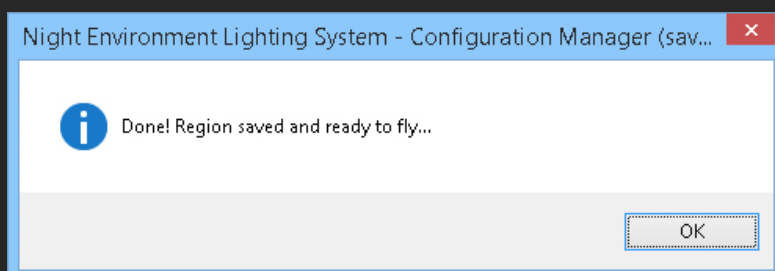 Night Environment Lighting System - Configuration Manager (sav...
Done! Region saved and ready to fly...
OK